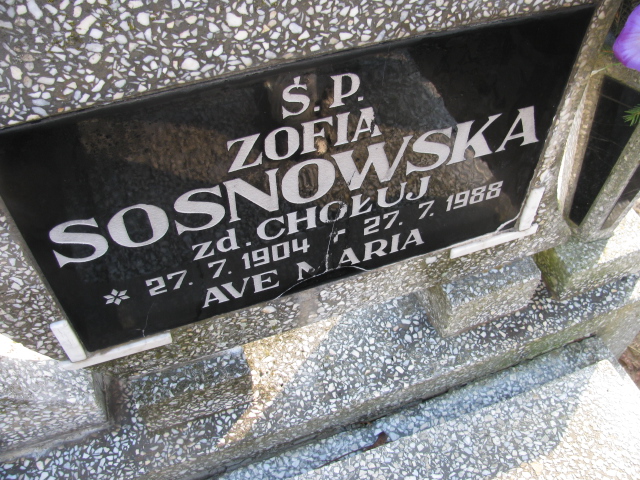 Ś.P.
ZOFIA
SOSNOWSKA
zd. CHOŁUJ
* 27. 7. 1904 + 27. 7. 1988
AVE MARIA